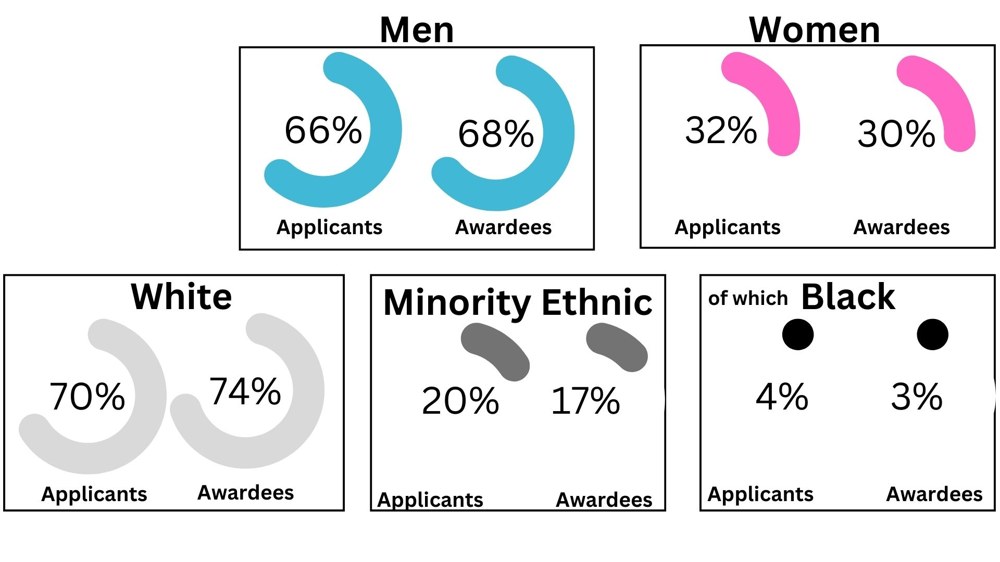 Men
66%
68%
Applicants
Awardees
Women
32%
30%
Applicants
Awardees
White
70%
74%
Applicants
Awardees
Minority Ethnic
20%
17%
Applicants
Awardees
of which Black
4%
3%
Applicants
Awardees